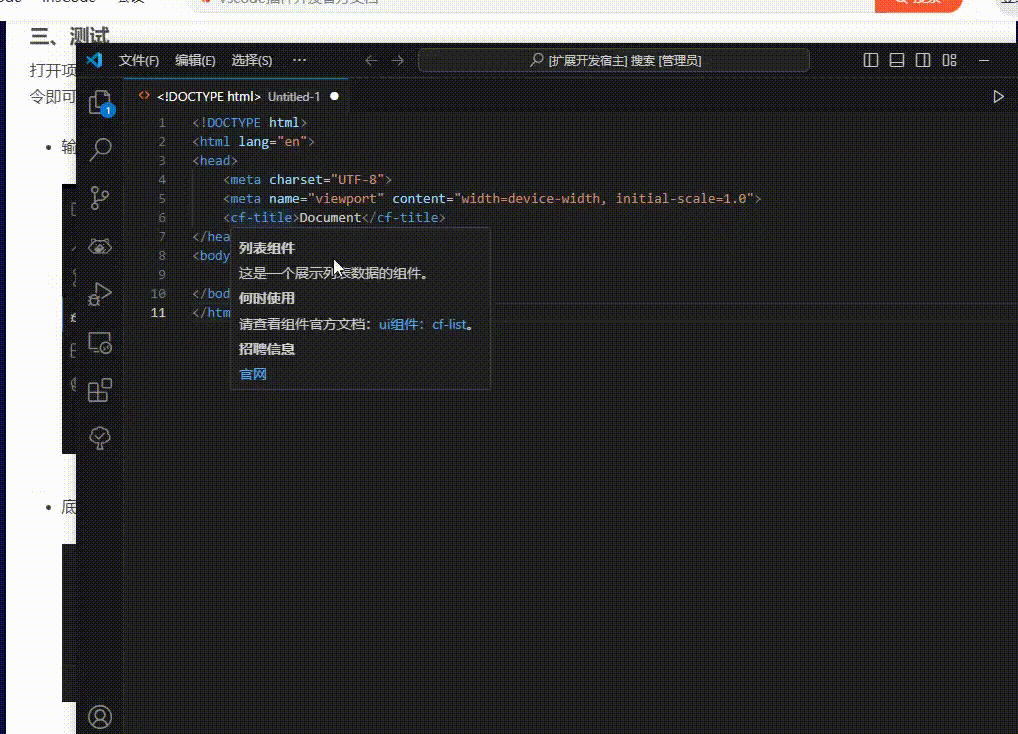 三、测试
打开项
令即可
文件(F) 编辑(E) 选择(S) ··· [扩展开发宿主] 搜索 [管理员]
1
<!DOCTYPE html> Untitled-1
1 <!DOCTYPE html>
2 <html lang="en">
3 <head>
4 <meta charset="UTF-8">
5 <meta name="viewport" content="width=device-width, initial-scale=1.0">
6 <cf-title>Document</cf-title>
7 </hea
8 <body
9
10 </bod
11 </htm
列表组件
这是一个展示列表数据的组件。
何时使用
请查看组件官方文档：ui组件：cf-list。
招聘信息
官网
输
底